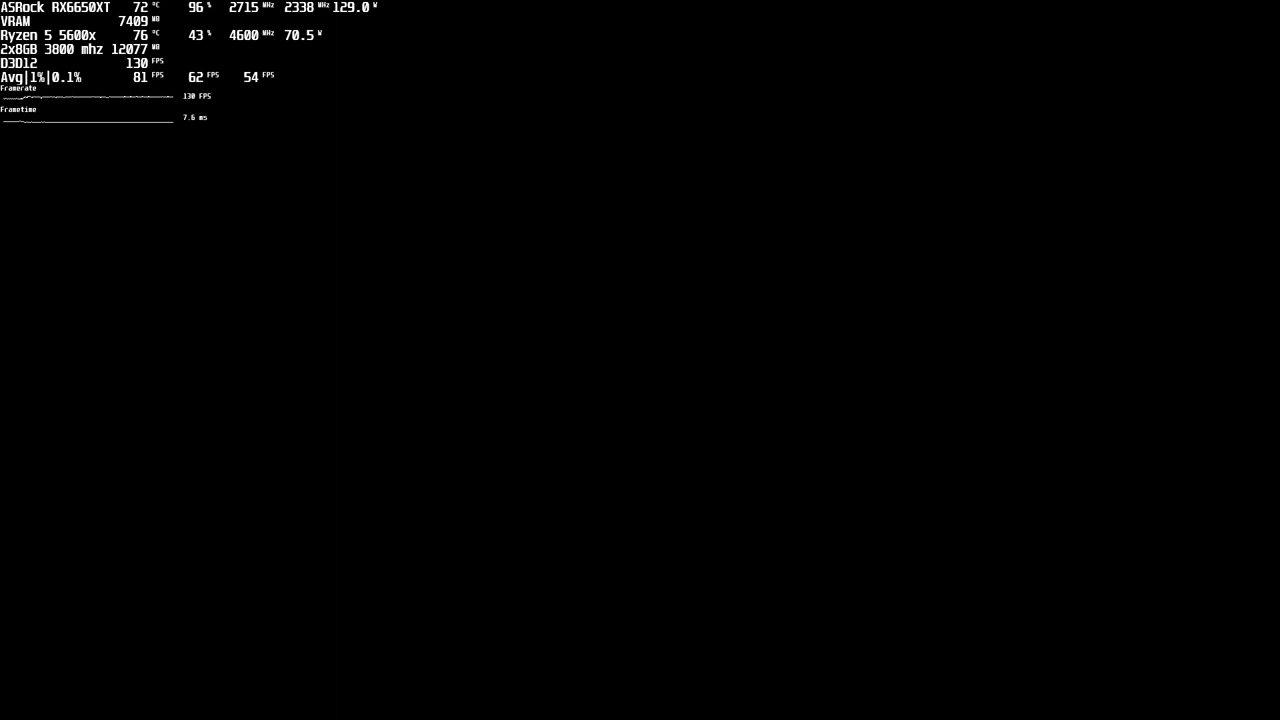 ASRock RX6650XT 72 °C 96 % 2715 MHz 2338 MHz 129.0 W
VRAM 7409 MB
Ryzen 5 5600x 76 °C 43 % 4600 MHz 70.5 W
2x8GB 3800 mhz 12077 MB
D3D12 130 FPS
Avg|1%|0.1% 81 FPS 62 FPS 54 FPS
Framerate
130 FPS
Frametime
7.6 ms